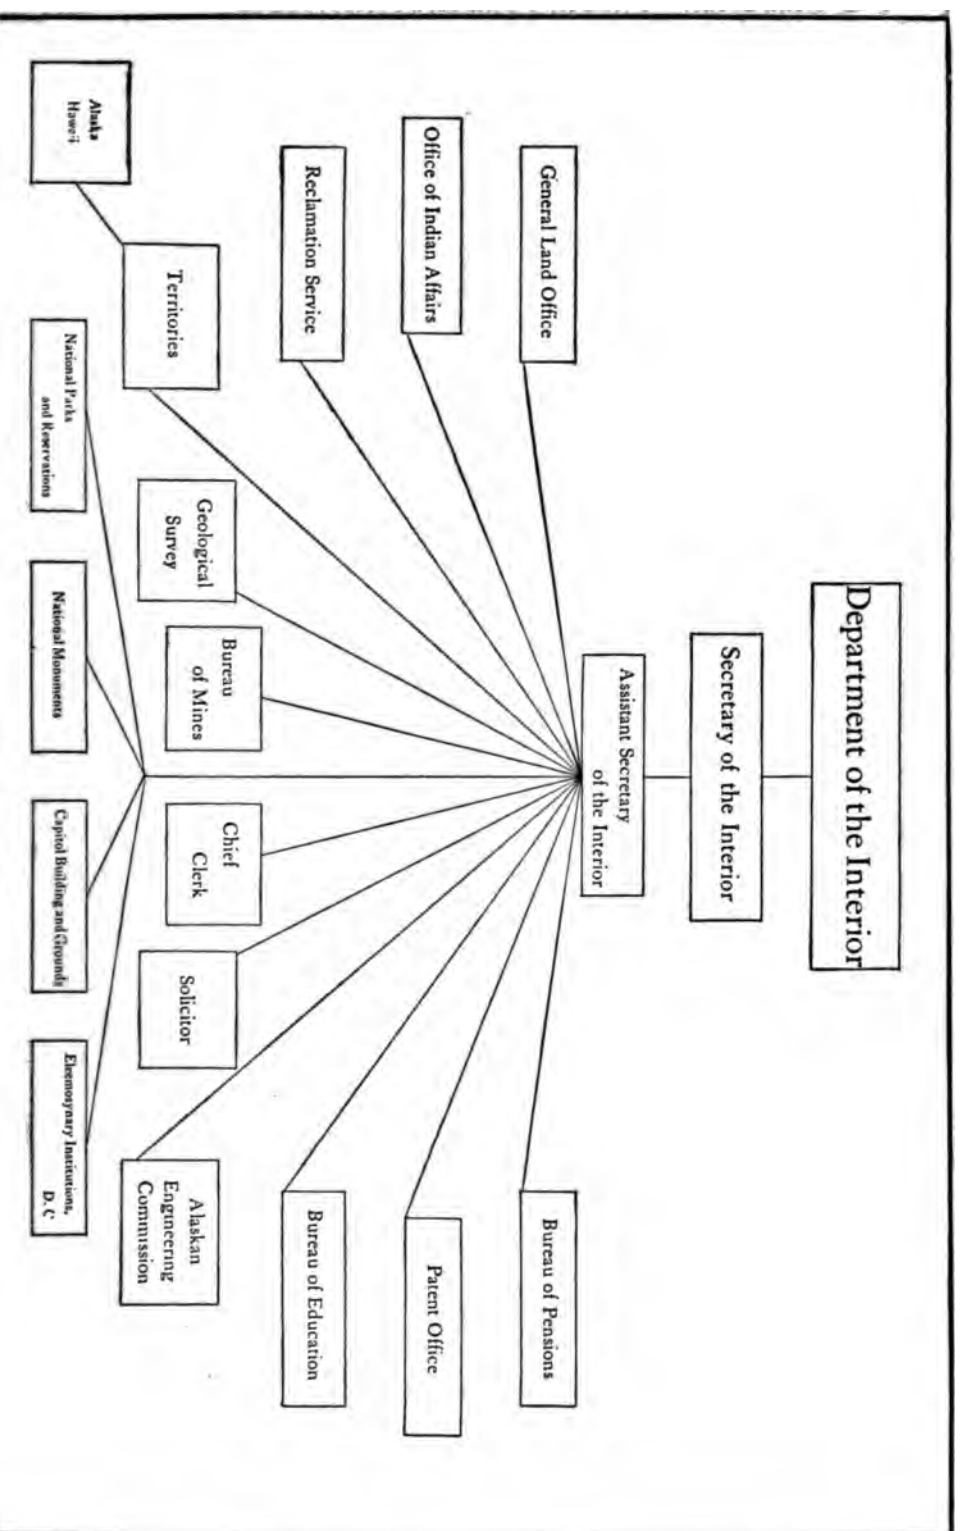 Department of the Interior
Secretary of the Interior
Assistant Secretary
of the Interior
General Land Office
Bureau of Pensions
Office of Indian Affairs
Patent Office
Reclamation Service
Bureau of Education
Territories
Geological
Survey
Bureau
of Mines
Chief
Clerk
Solicitor
Alaskan
Engineering
Commission
Alaska
Hawaii
National Parks
and Reservations
National Monuments
Capitol Building and Grounds
Eleemosynary Institutions,
D. C